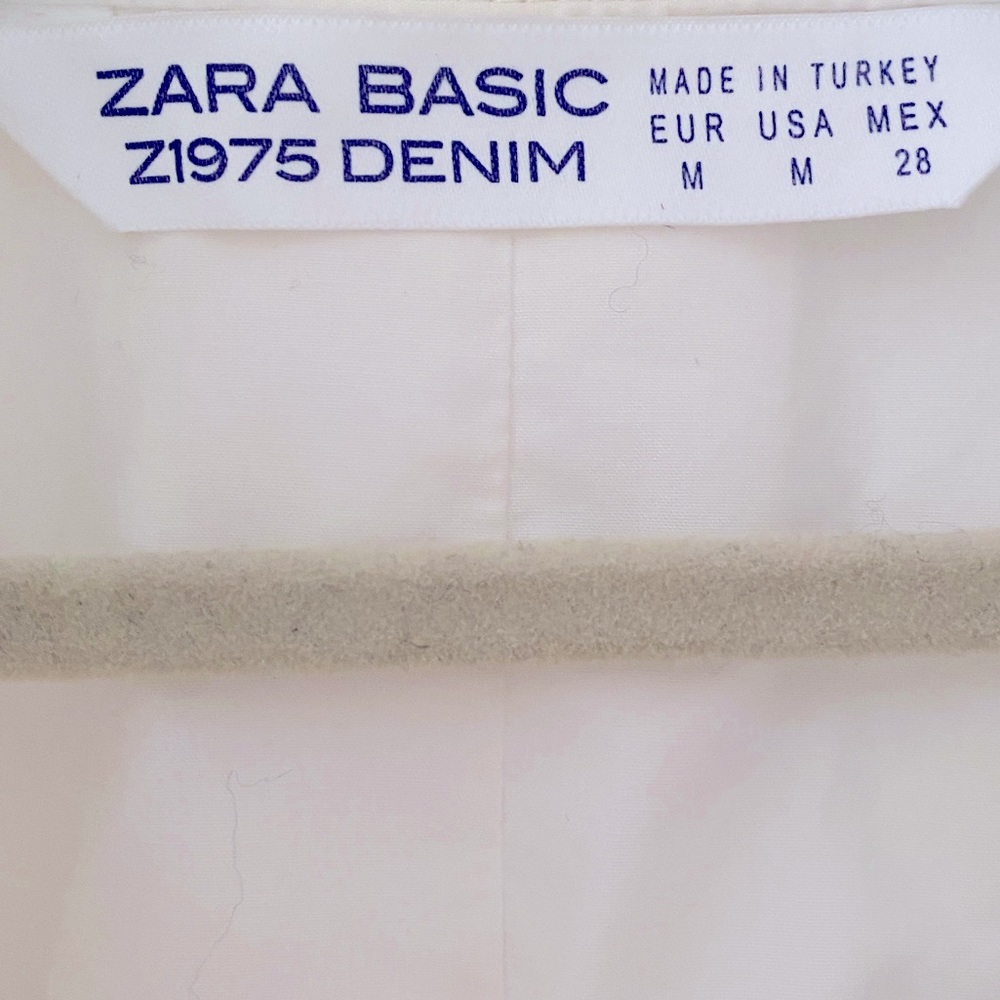 ZARA BASIC
Z1975 DENIM
MADE IN TURKEY
EUR USA MEX
M M 28